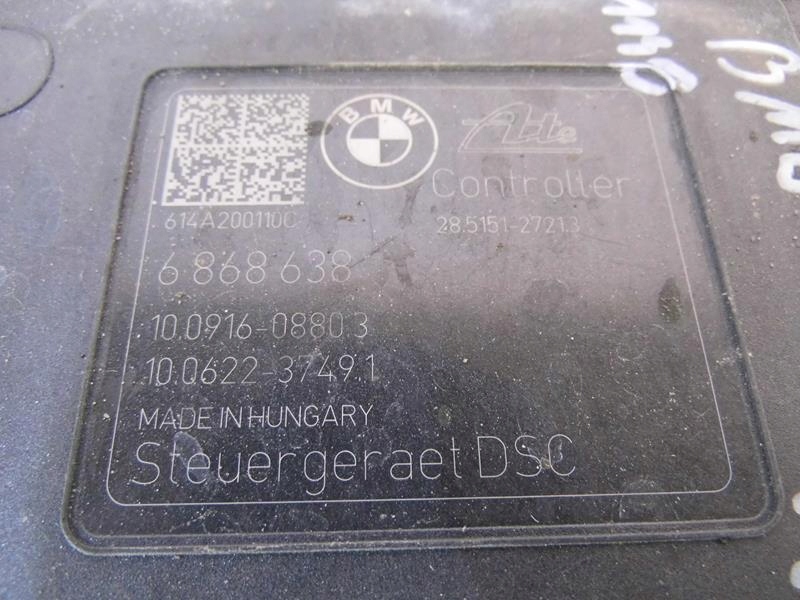 BMW
Ate
Controller
614A200110C
28.5151-2721.3
6 868 638
10.0916-0880.3
10.0622-3749.1
MADE IN HUNGARY
Steuergeraet DSC